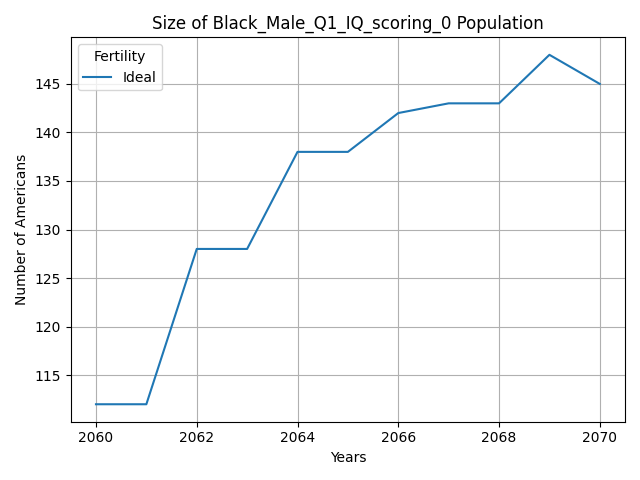 Size of Black_Male_Q1_IQ_scoring_0 Population
Fertility
Ideal
Number of Americans
145
140
135
130
125
120
115
2060 2062 2064 2066 2068 2070
Years